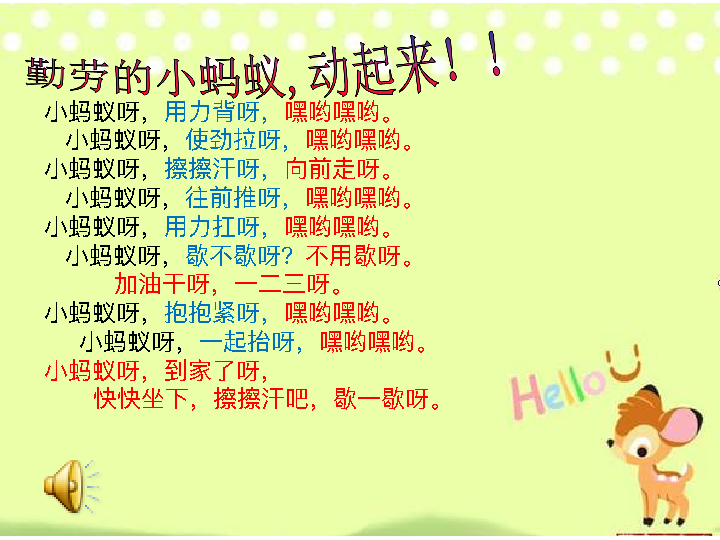 勤劳的小蚂蚁,动起来！！
小蚂蚁呀，用力背呀，嘿哟嘿哟。
小蚂蚁呀，使劲拉呀，嘿哟嘿哟。
小蚂蚁呀，擦擦汗呀，向前走呀。
小蚂蚁呀，往前推呀，嘿哟嘿哟。
小蚂蚁呀，用力扛呀，嘿哟嘿哟。
小蚂蚁呀，歇不歇呀？不用歇呀。
加油干呀，一二三呀。
小蚂蚁呀，抱抱紧呀，嘿哟嘿哟。
小蚂蚁呀，一起抬呀，嘿哟嘿哟。
小蚂蚁呀，到家了呀，
快快坐下，擦擦汗吧，歇一歇呀。
Hello